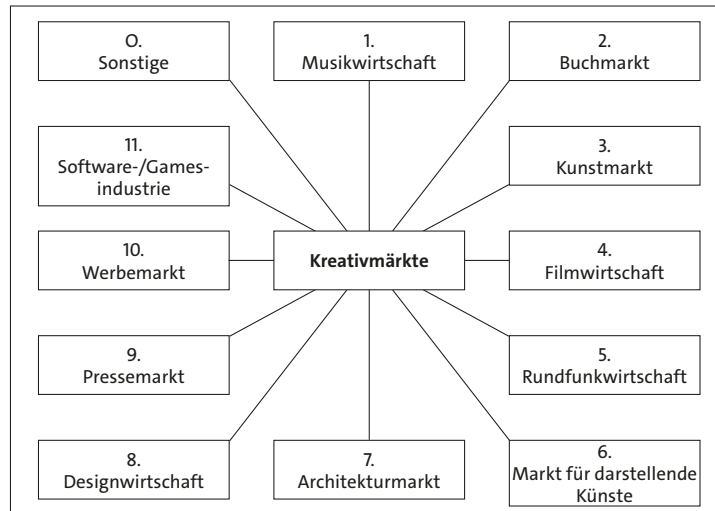 O.
Sonstige
1.
Musikwirtschaft
2.
Buchmarkt
11.
Software-/Games-
industrie
3.
Kunstmarkt
10.
Werbemarkt
Kreativmärkte
4.
Filmwirtschaft
9.
Pressemarkt
5.
Rundfunkwirtschaft
8.
Designwirtschaft
7.
Architekturmarkt
6.
Markt für darstellende
Künste